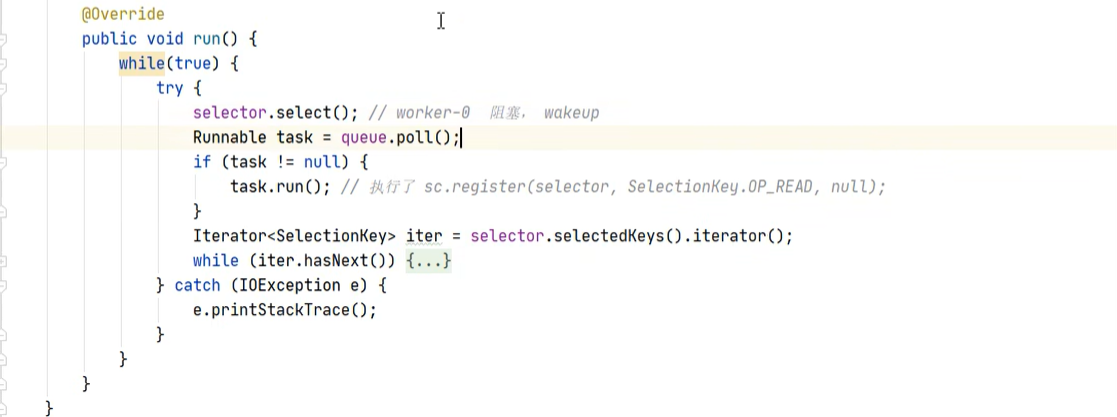 @Override
public void run() {
while(true) {
try {
selector.select(); // worker-0 阻塞， wakeup
Runnable task = queue.poll();
if (task != null) {
task.run(); // 执行了 sc.register(selector, SelectionKey.OP_READ, null);
}
Iterator<SelectionKey> iter = selector.selectedKeys().iterator();
while (iter.hasNext()) {...}
} catch (IOException e) {
e.printStackTrace();
}
}
}
}